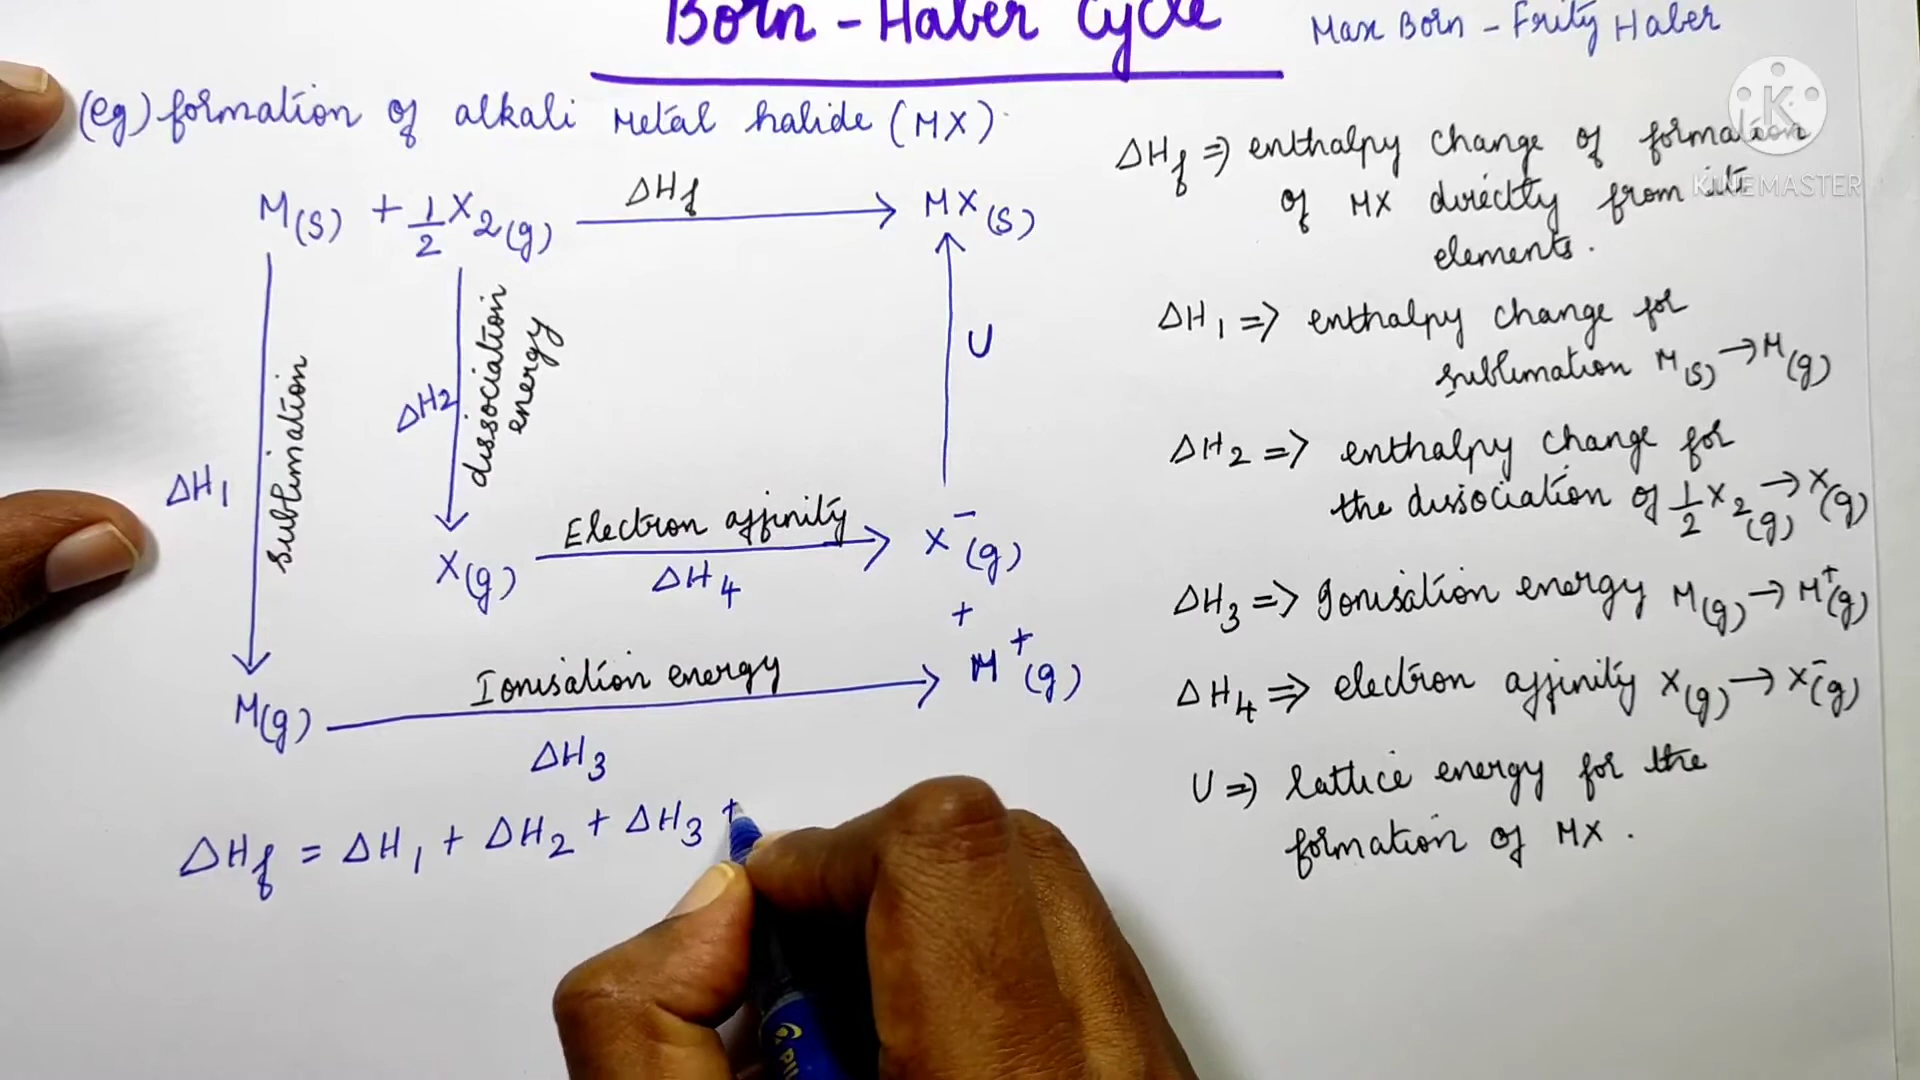 Born - Haber Cycle
Max Born - Frity Haber
(eg) formation of alkali Metal halide (MX).
M(s) + 1/2 X2(g) ΔHf → MX(s)
ΔH1
sublimation
ΔH2
dissociation
energy
U
X(g) Electron affinity → X⁻(g)
ΔH4
+
M(g) Ionisation energy → M⁺(g)
ΔH3
ΔHf = ΔH1 + ΔH2 + ΔH3 +
ΔHf ⇒ enthalpy change of formation
of MX directly from its
elements.
ΔH1 ⇒ enthalpy change for
sublimation M(s) → M(g)
ΔH2 ⇒ enthalpy change for
the dissociation of 1/2 X2(g) → X(g)
ΔH3 ⇒ Ionisation energy M(g) → M⁺(g)
ΔH4 ⇒ electron affinity X(g) → X⁻(g)
U ⇒ lattice energy for the
formation of MX.
K
KINEMASTER
PIL